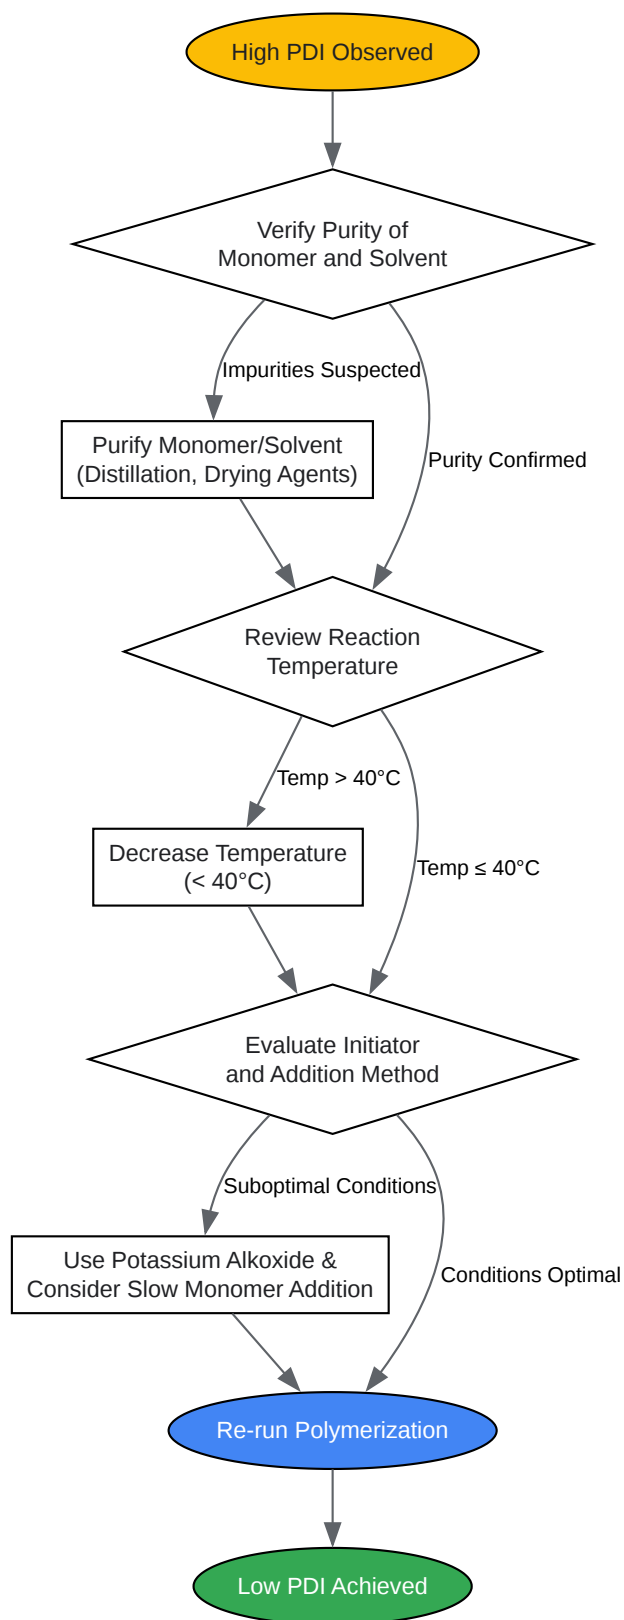 High PDI Observed
Verify Purity of
Monomer and Solvent
Impurities Suspected
Purify Monomer/Solvent
(Distillation, Drying Agents)
Purity Confirmed
Review Reaction
Temperature
Temp > 40°C
Decrease Temperature
(< 40°C)
Temp ≤ 40°C
Evaluate Initiator
and Addition Method
Suboptimal Conditions
Use Potassium Alkoxide &
Consider Slow Monomer Addition
Conditions Optimal
Re-run Polymerization
Low PDI Achieved